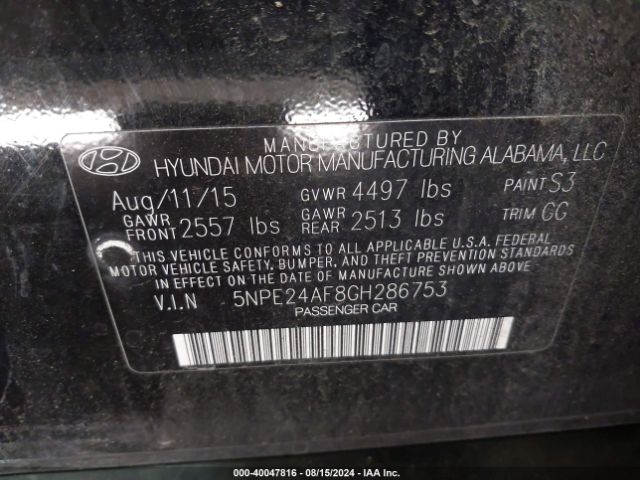 MANUFACTURED BY
HYUNDAI MOTOR MANUFACTURING ALABAMA, LLC
Aug/11/15 GVWR 4497 lbs PAINT S3
GAWR FRONT 2557 lbs GAWR REAR 2513 lbs TRIM GG
THIS VEHICLE CONFORMS TO ALL APPLICABLE U.S.A. FEDERAL
MOTOR VEHICLE SAFETY, BUMPER, AND THEFT STANDARDS
IN EFFECT ON THE DATE OF MANUFACTURE SHOWN ABOVE
V.I.N 5NPE24AF8GH286753
PASSENGER CAR
000-40047816 - 08/15/2024 - IAA Inc.